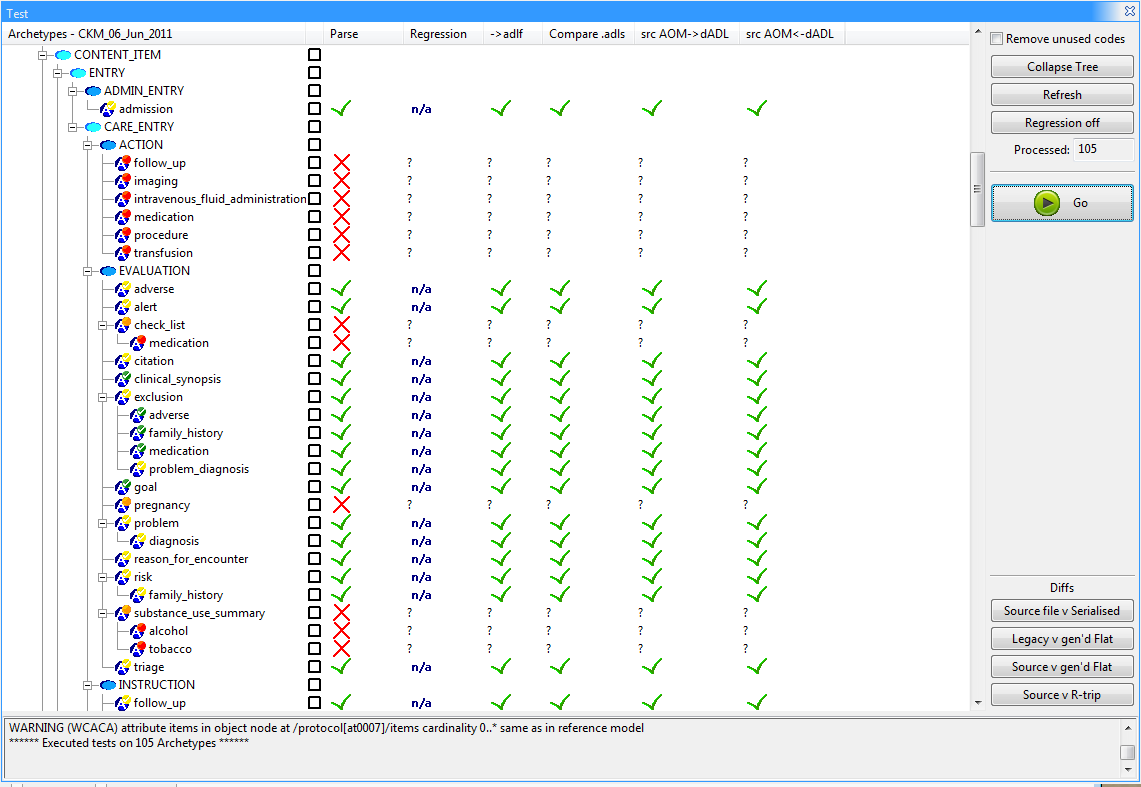 Test
Archetypes - CKM_06_Jun_2011 Parse Regression ->adlf Compare .adls src AOM->dADL src AOM<-dADL
CONTENT_ITEM
ENTRY
ADMIN_ENTRY
admission n/a
CARE_ENTRY
ACTION
follow_up ? ? ? ? ?
imaging ? ? ? ? ?
intravenous_fluid_administration ? ? ? ? ?
medication ? ? ? ? ?
procedure ? ? ? ? ?
transfusion ? ? ? ? ?
EVALUATION
adverse n/a
alert n/a
check_list ? ? ? ? ?
medication ? ? ? ? ?
citation n/a
clinical_synopsis n/a
exclusion n/a
adverse n/a
family_history n/a
medication n/a
problem_diagnosis n/a
goal n/a
pregnancy ? ? ? ? ?
problem n/a
diagnosis n/a
reason_for_encounter n/a
risk n/a
family_history n/a
substance_use_summary ? ? ? ? ?
alcohol ? ? ? ? ?
tobacco ? ? ? ? ?
triage n/a
INSTRUCTION
follow_up n/a
Remove unused codes
Collapse Tree
Refresh
Regression off
Processed: 105
Go
Diffs
Source file v Serialised
Legacy v gen'd Flat
Source v gen'd Flat
Source v R-trip
WARNING (WCACA) attribute items in object node at /protocol[at0007]/items cardinality 0..* same as in reference model
****** Executed tests on 105 Archetypes ******